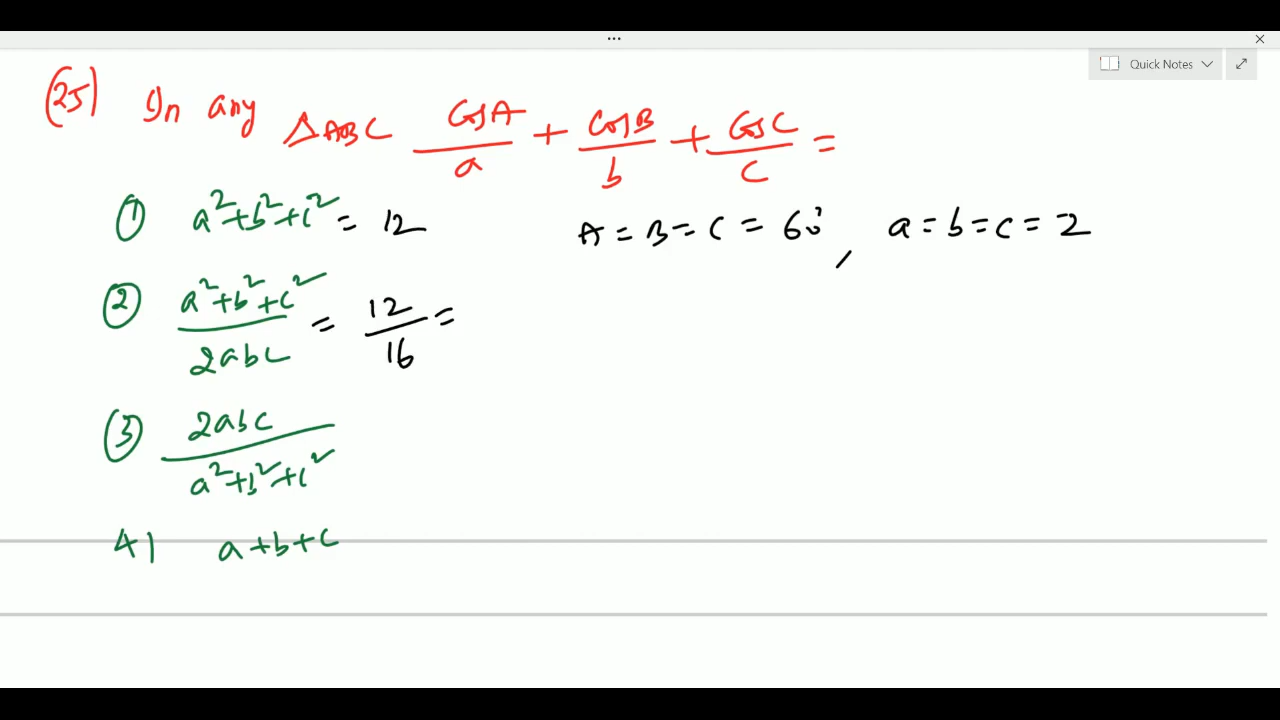 ...
Quick Notes
(25) In any ΔABC CosA/a + CosB/b + CosC/c =
① a²+b²+c² = 12 A = B = C = 60°, a = b = c = 2
② a²+b²+c²/2abc = 12/16 =
③ 2abc/a²+b²+c²
4) a+b+c